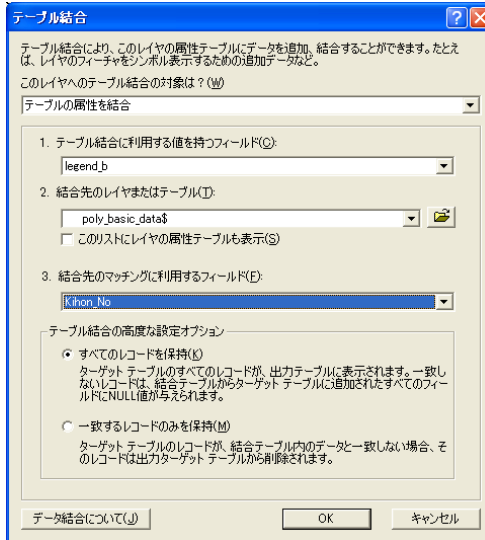 テーブル結合
テーブル結合により、このレイヤの属性テーブルにデータを追加、結合することができます。たとえ
ば、レイヤのフィーチャをシンボル表示するための追加データなど。
このレイヤへのテーブル結合の対象は？(W)
テーブルの属性を結合
1. テーブル結合に利用する値を持つフィールド(C):
legend_b
2. 結合先のレイヤまたはテーブル(T):
poly_basic_data$
このリストにレイヤの属性テーブルも表示(S)
3. 結合先のマッチングに利用するフィールド(F):
Kihon_No
テーブル結合の高度な設定オプション
すべてのレコードを保持(K)
ターゲット テーブルのすべてのレコードが、出力テーブルに表示されます。一致し
ないレコードは、結合テーブルからターゲット テーブルに追加されたすべてのフィー
ルドにNULL値が与えられます。
一致するレコードのみを保持(M)
ターゲット テーブルのレコードが、結合テーブル内のデータと一致しない場合、そ
のレコードは出力ターゲット テーブルから削除されます。
データ結合について(J)
OK
キャンセル